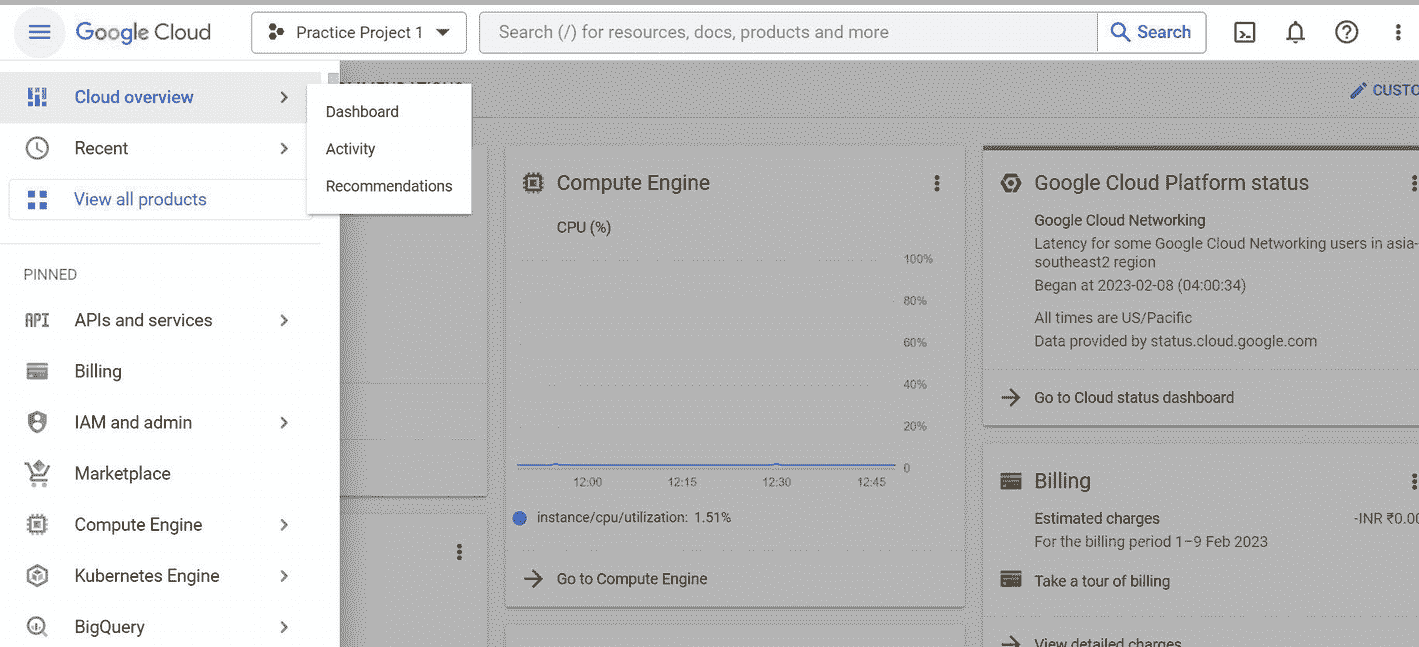 Google Cloud
Practice Project 1
Search (/) for resources, docs, products and more
Search
Cloud overview
Recent
View all products
PINNED
API APIs and services
Billing
IAM and admin
Marketplace
Compute Engine
Kubernetes Engine
BigQuery
Dashboard
Activity
Recommendations
CUSTO
Compute Engine
CPU (%)
100%
80%
60%
40%
20%
0
12:00 12:15 12:30 12:45
instance/cpu/utilization: 1.51%
Go to Compute Engine
Google Cloud Platform status
Google Cloud Networking
Latency for some Google Cloud Networking users in asia-
southeast2 region
Began at 2023-02-08 (04:00:34)
All times are US/Pacific
Data provided by status.cloud.google.com
Go to Cloud status dashboard
Billing
Estimated charges -INR ₹0.00
For the billing period 1–9 Feb 2023
Take a tour of billing
View detailed charges